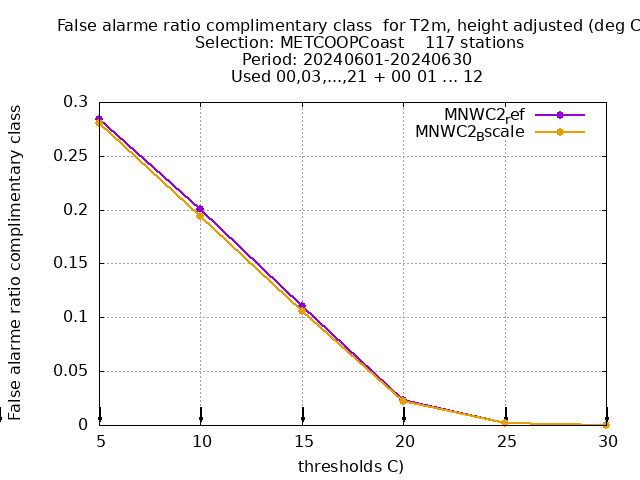 False alarme ratio complimentary class  for T2m, height adjusted (deg C
Selection: METCOOPCoast    117 stations
Period: 20240601-20240630
Used 00,03,...,21 + 00 01 ... 12
False alarme ratio complimentary class
0.3
0.25
0.2
0.15
0.1
0.05
0
MNWC2ref
MNWC2Bscale
5 10 15 20 25 30
thresholds C)